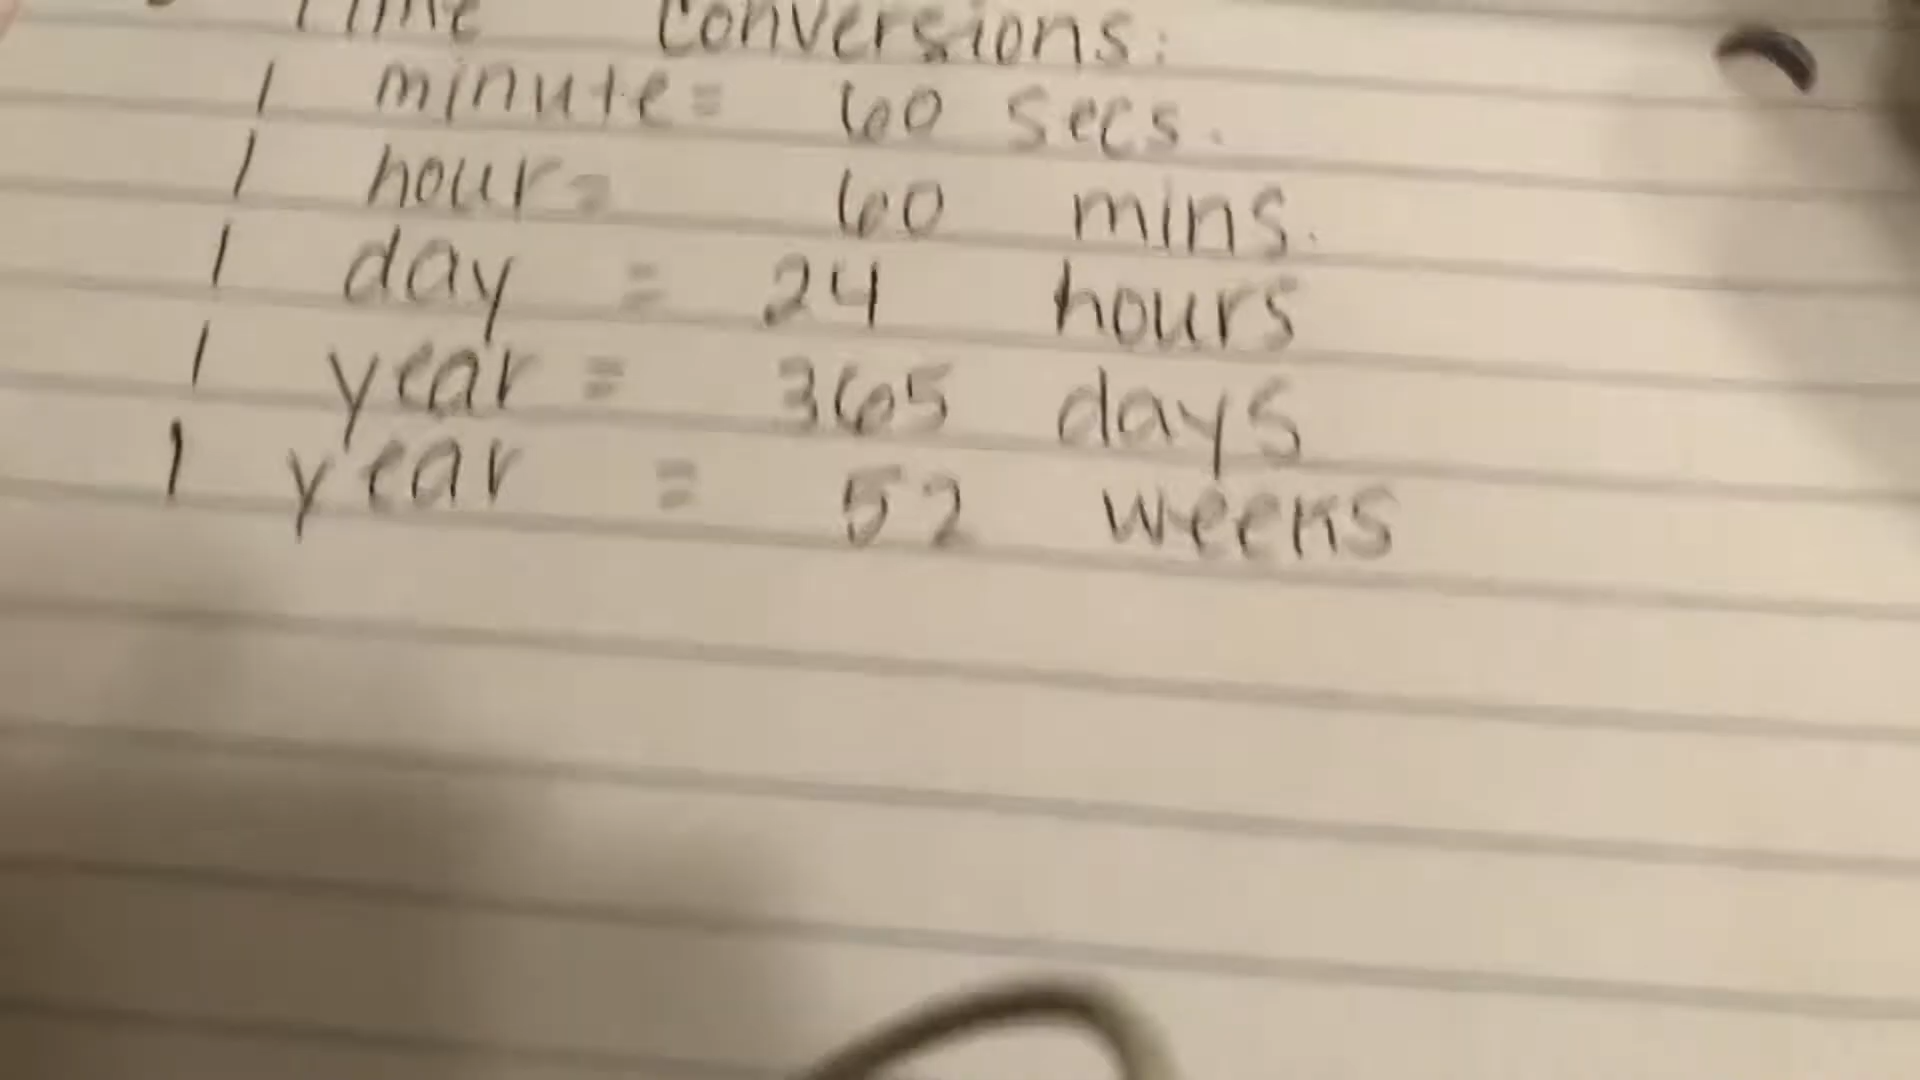 Time Conversions:
1 minute = 60 secs.
1 hour = 60 mins.
1 day = 24 hours
1 year = 365 days
1 year = 52 weeks